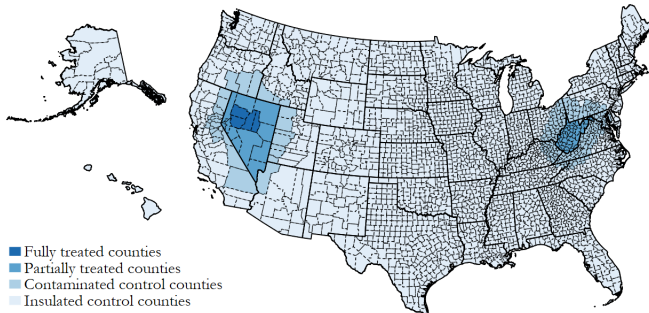 Fully treated counties
Partially treated counties
Contaminated control counties
Insulated control counties